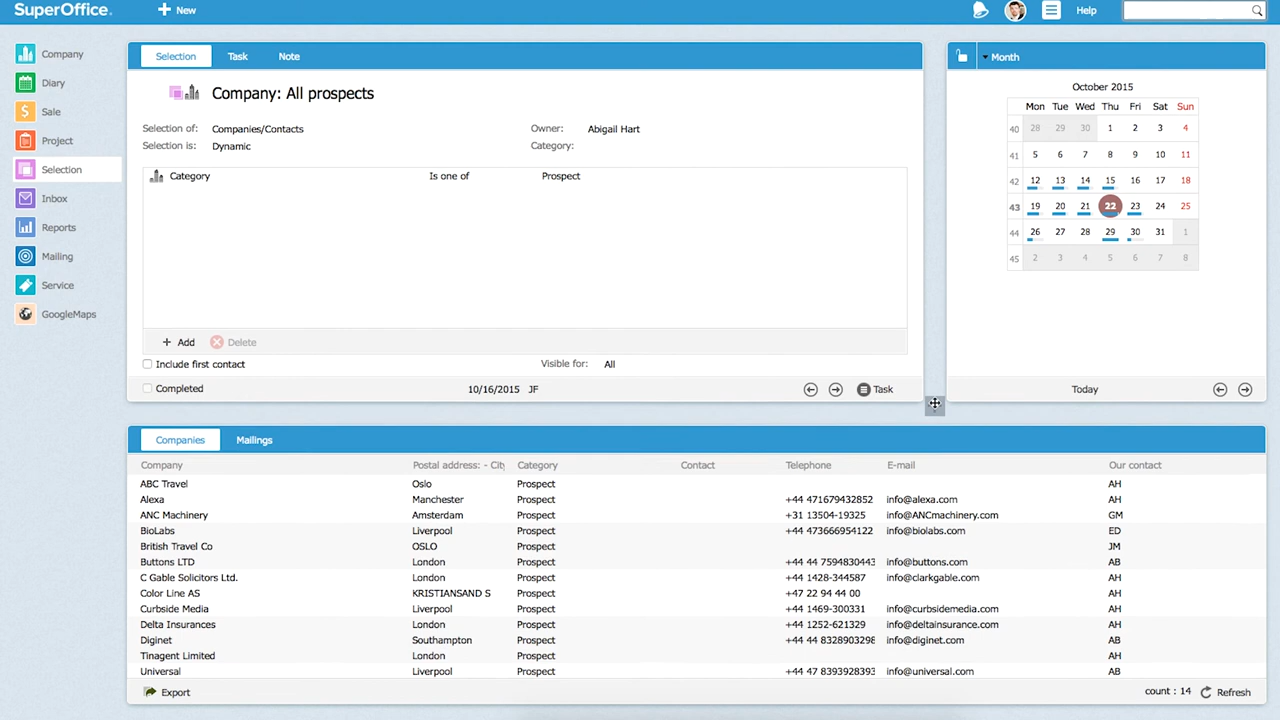 SuperOffice.
New
Help
Company
Diary
Sale
Project
Selection
Inbox
Reports
Mailing
Service
GoogleMaps
Selection Task Note
Company: All prospects
Selection of: Companies/Contacts Owner: Abigail Hart
Selection is: Dynamic Category:
Category Is one of Prospect
Add Delete
Include first contact Visible for: All
Completed 10/16/2015 JF Task
Month
October 2015
Mon Tue Wed Thu Fri Sat Sun
40 28 29 30 1 2 3 4
41 5 6 7 8 9 10 11
42 12 13 14 15 16 17 18
43 19 20 21 22 23 24 25
44 26 27 28 29 30 31 1
45 2 3 4 5 6 7 8
Today
Companies Mailings
Company Postal address: - City Category Contact Telephone E-mail Our contact
ABC Travel Oslo Prospect AH
Alexa Manchester Prospect +44 471679432852 info@alexa.com AH
ANC Machinery Amsterdam Prospect +31 13504-19325 info@ANCmachinery.com GM
BioLabs Liverpool Prospect +44 473666954122 info@biolabs.com ED
British Travel Co OSLO Prospect JM
Buttons LTD London Prospect +44 44 7594830443 info@buttons.com AB
C Gable Solicitors Ltd. London Prospect +44 1428-344587 info@clarkgable.com AH
Color Line AS KRISTIANSAND S Prospect +47 22 94 44 00 AH
Curbside Media Liverpool Prospect +44 1469-300331 info@curbsidemedia.com AH
Delta Insurances London Prospect +44 1252-621329 info@deltainsurance.com AH
Diginet Southampton Prospect +44 44 8328903298 info@diginet.com AB
Tinagent Limited London Prospect AH
Universal Liverpool Prospect +44 47 8393928393 info@universal.com AB
Export count : 14 Refresh